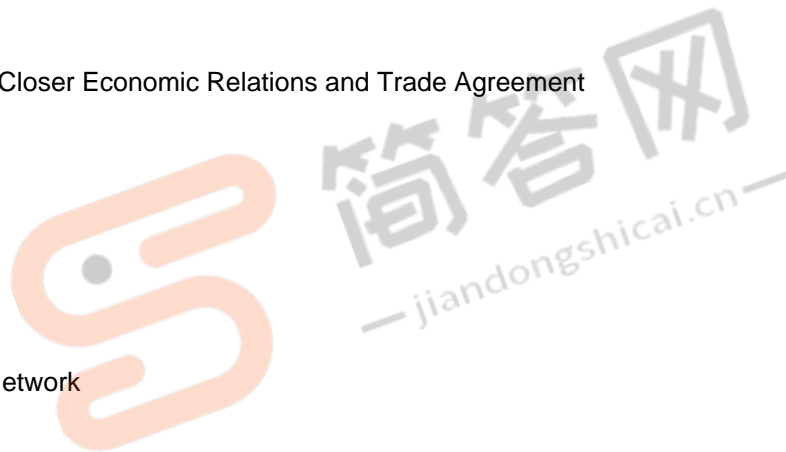 Closer Economic Relations and Trade Agreement
简答网
jiandongshicai.cn
etwork